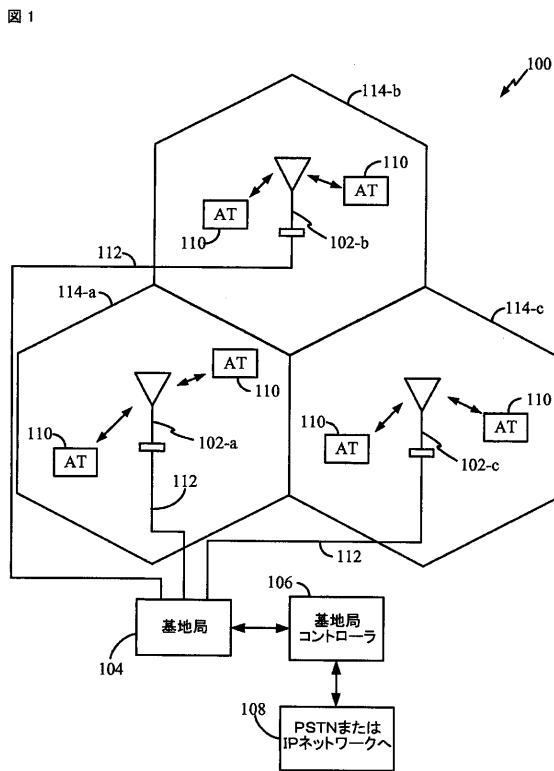 図 1
100
114-b
110
AT
AT
110
102-b
112
114-a
114-c
AT
110
110
AT
102-a
112
110
AT
110
AT
102-c
112
106
基地局
104
基地局
コントローラ
108
PSTNまたは
IPネットワークへ